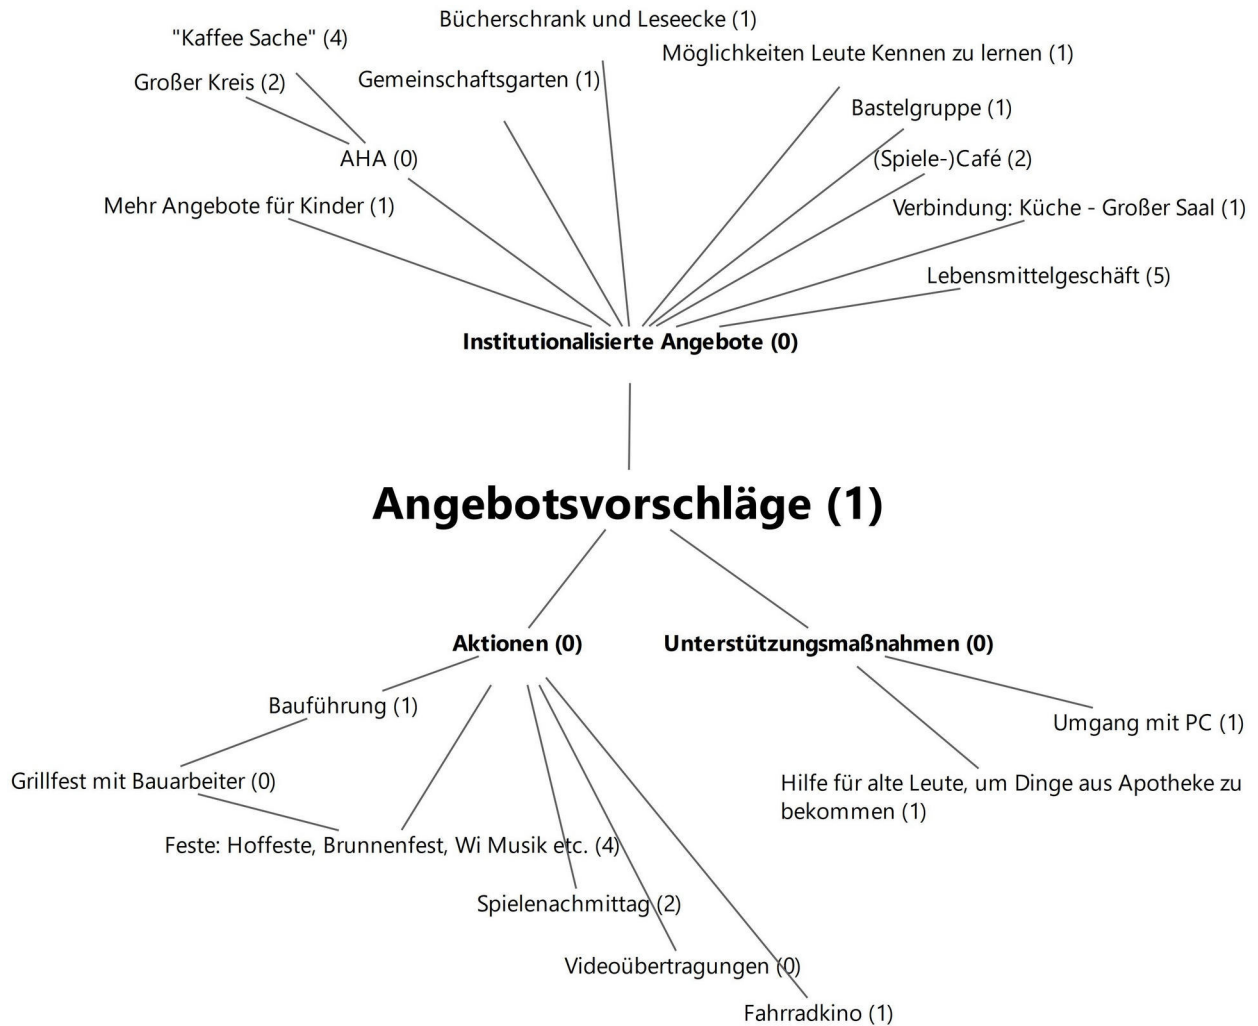 Bücherschrank und Leseecke (1)
"Kaffee Sache" (4)
Möglichkeiten Leute Kennen zu lernen (1)
Großer Kreis (2)
Gemeinschaftsgarten (1)
Bastelgruppe (1)
AHA (0)
(Spiele-)Café (2)
Mehr Angebote für Kinder (1)
Verbindung: Küche - Großer Saal (1)
Lebensmittelgeschäft (5)
Institutionalisierte Angebote (0)
Angebotsvorschläge (1)
Aktionen (0)
Unterstützungsmaßnahmen (0)
Bauführung (1)
Umgang mit PC (1)
Grillfest mit Bauarbeiter (0)
Hilfe für alte Leute, um Dinge aus Apotheke zu
bekommen (1)
Feste: Hoffeste, Brunnenfest, Wi Musik etc. (4)
Spielenachmittag (2)
Videoübertragungen (0)
Fahrradkino (1)